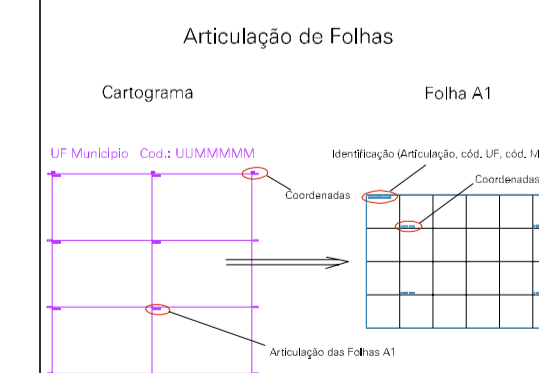 Articulação de Folhas
Cartograma
Folha A1
UF Municipio Cod.: UUMMMMM
Identificação (Articulação, cód. UF, cód. M
Coordenadas
Coordenadas
Articulação das Folhas A1